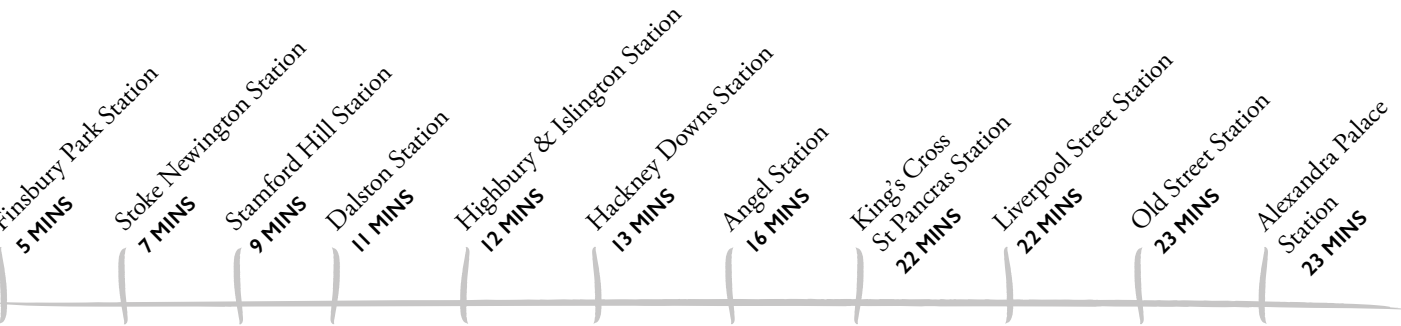 Finsbury Park Station
5 MINS
Stoke Newington Station
7 MINS
Stamford Hill Station
9 MINS
Dalston Station
11 MINS
Highbury & Islington Station
12 MINS
Hackney Downs Station
13 MINS
Angel Station
16 MINS
King's Cross
St Pancras Station
22 MINS
Liverpool Street Station
22 MINS
Old Street Station
23 MINS
Alexandra Palace
Station
23 MINS